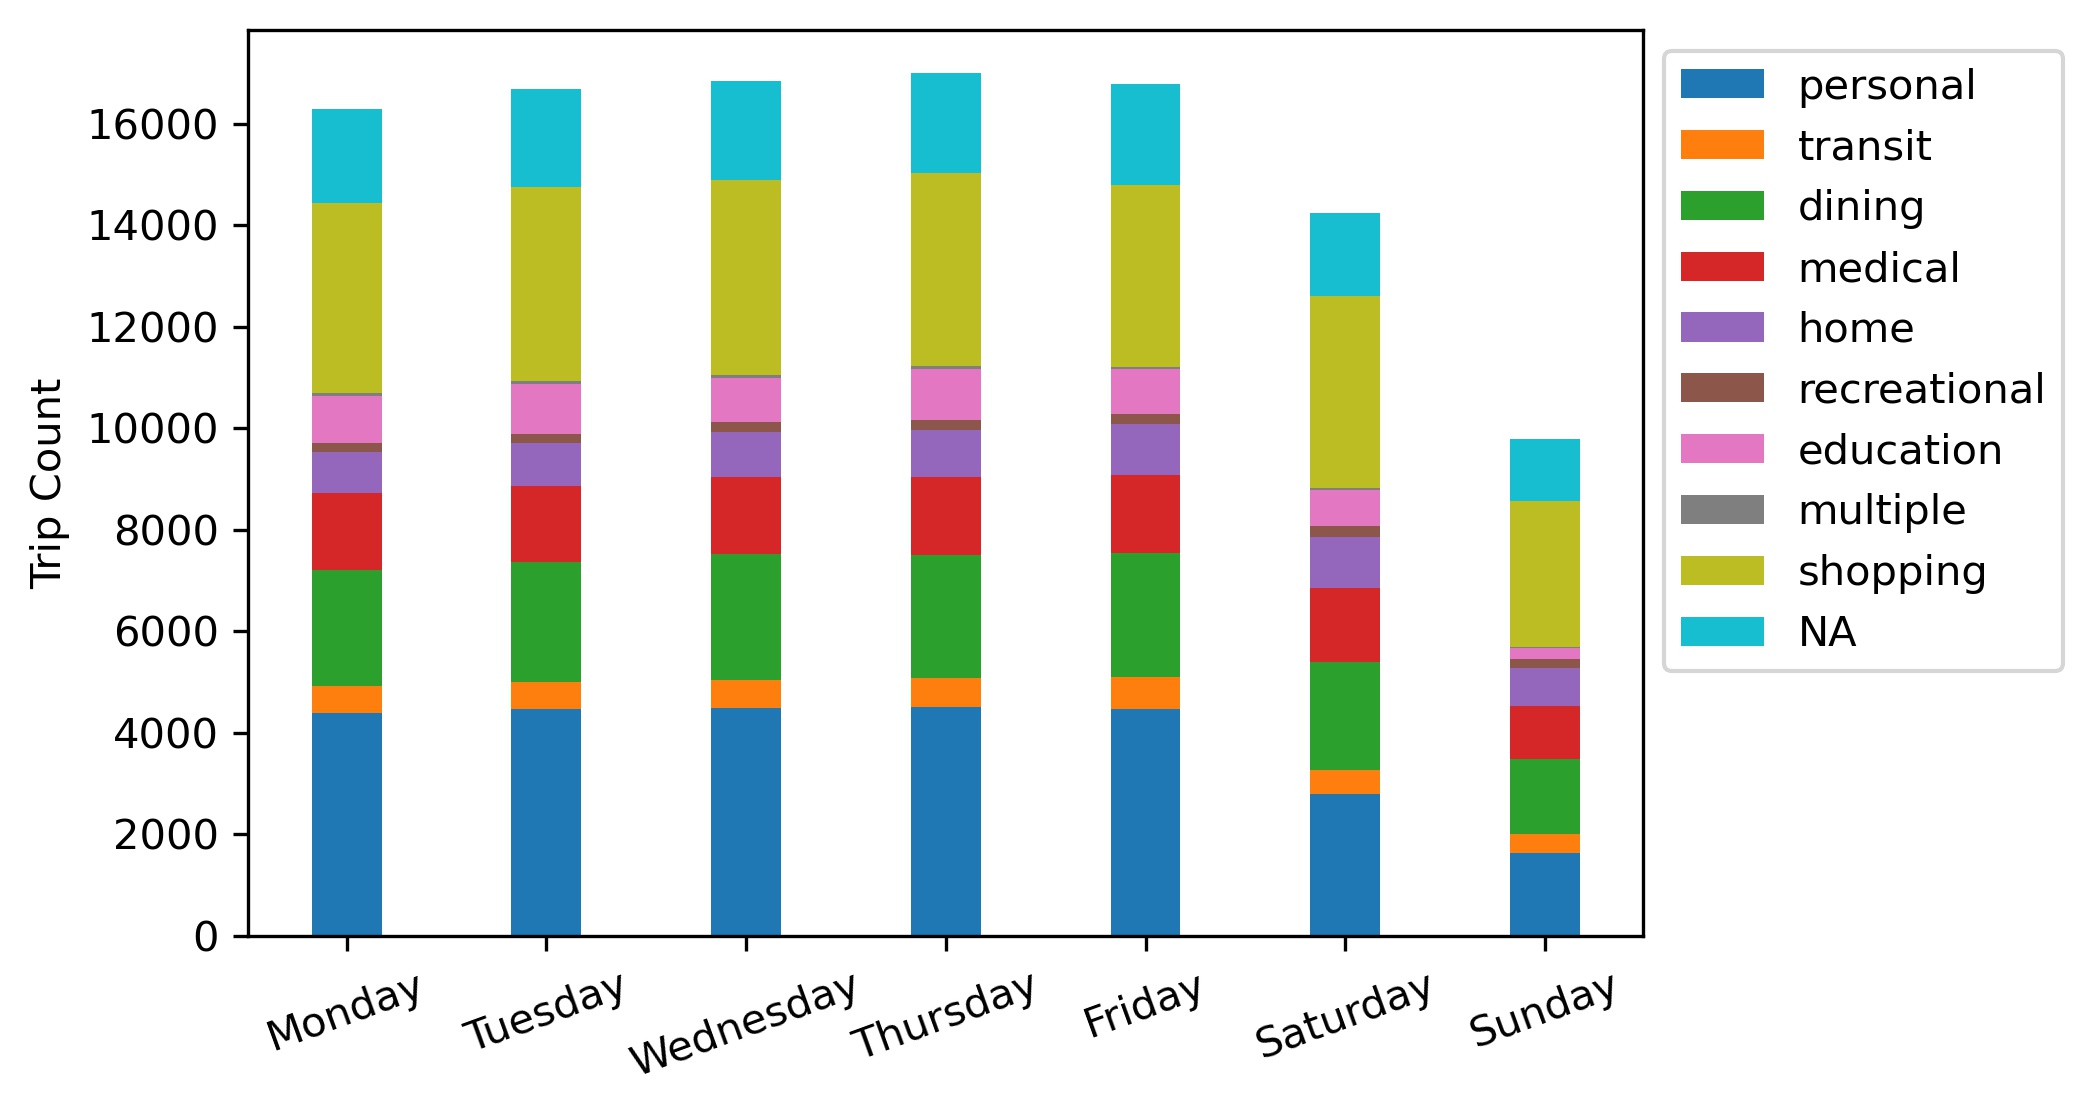 16000
14000
12000
10000
8000
6000
4000
2000
0
Trip Count
Monday
Tuesday
Wednesday
Thursday
Friday
Saturday
Sunday
personal
transit
dining
medical
home
recreational
education
multiple
shopping
NA